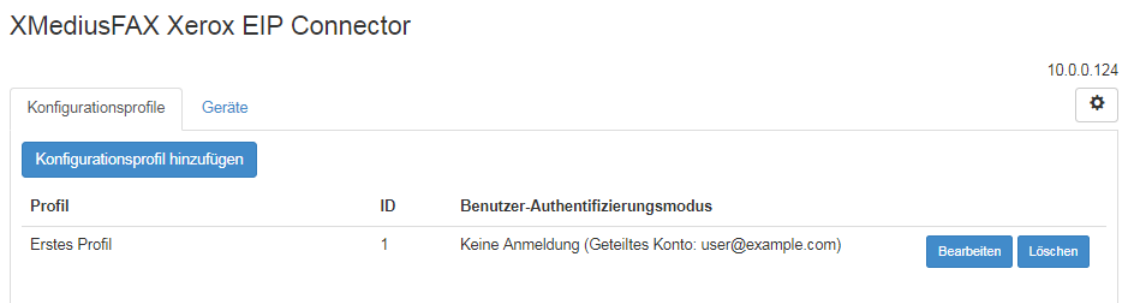 XMediusFAX Xerox EIP Connector
10.0.0.124
Konfigurationsprofile Geräte
Konfigurationsprofil hinzufügen
Profil ID Benutzer-Authentifizierungsmodus
Erstes Profil 1 Keine Anmeldung (Geteiltes Konto: user@example.com) Bearbeiten Löschen